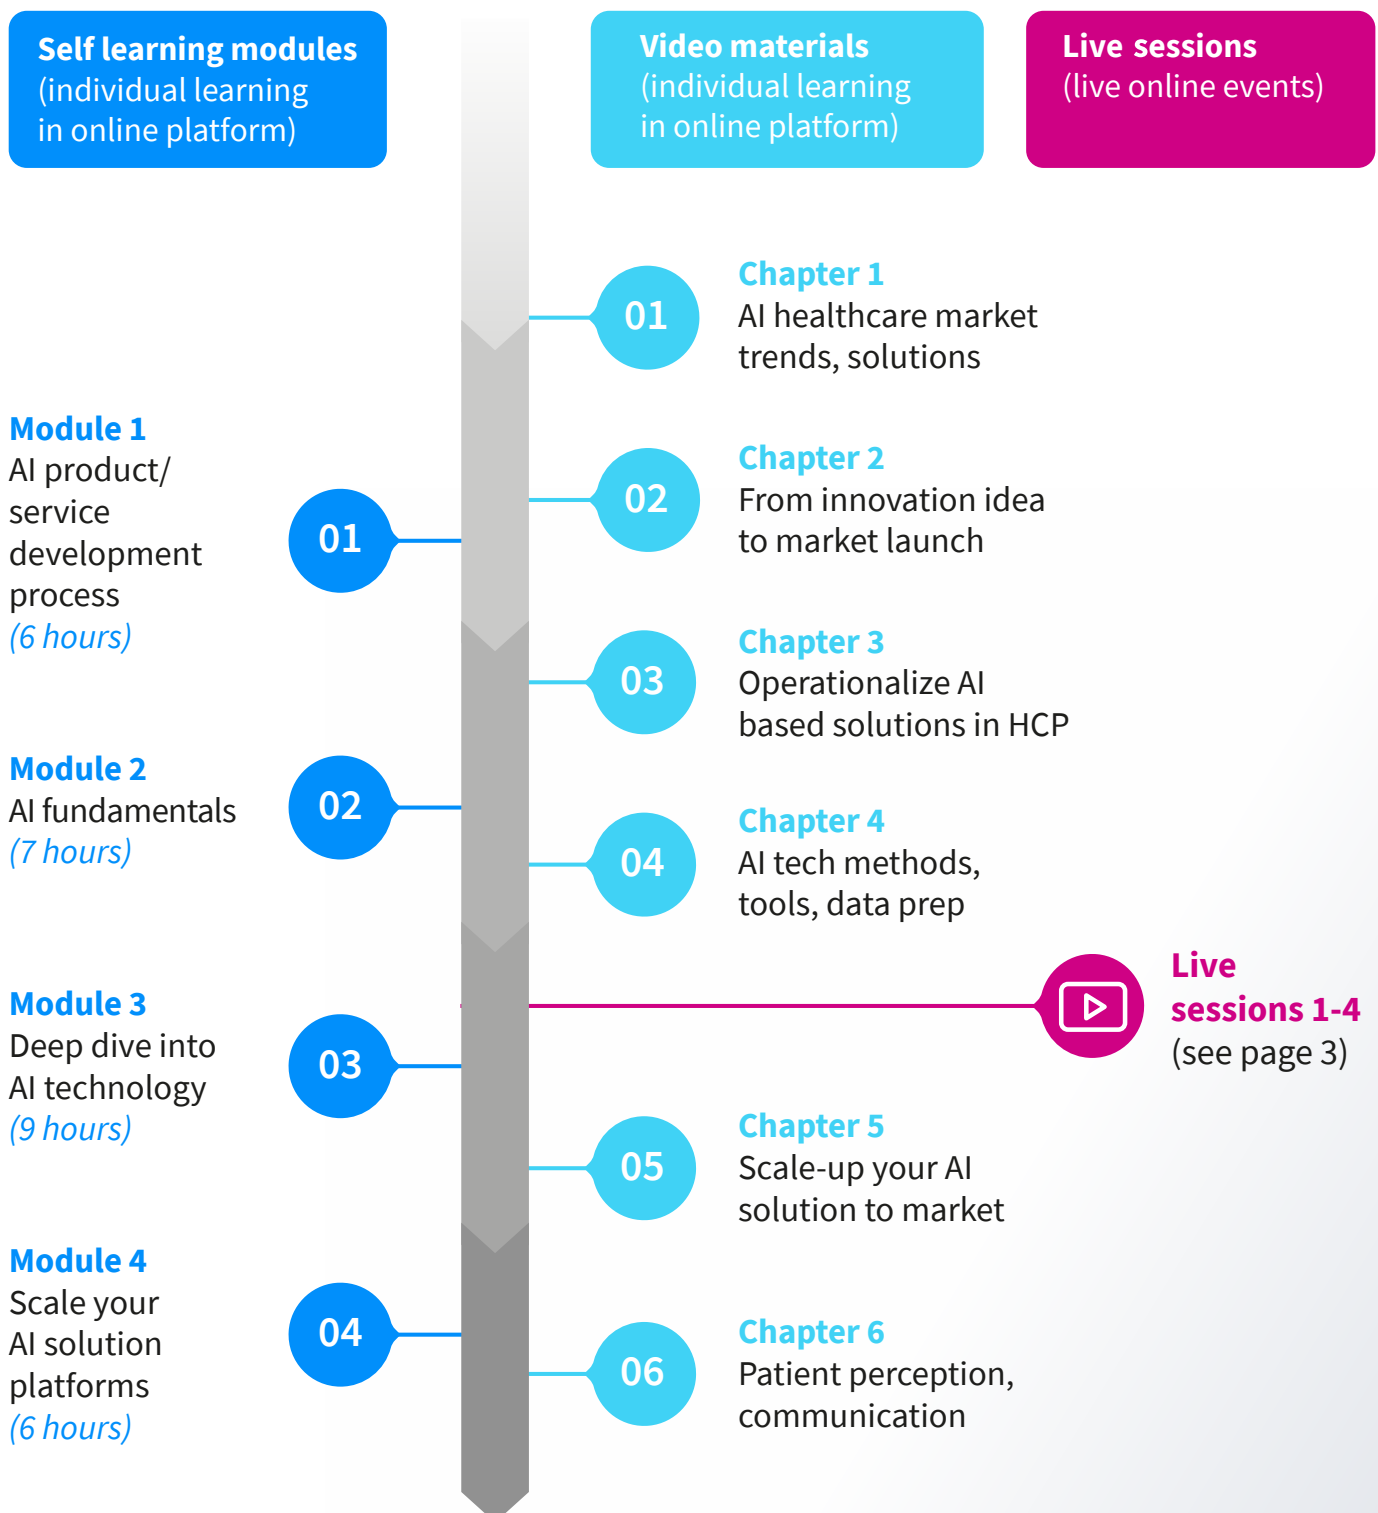 Self learning modules
(individual learning
in online platform)
Video materials
(individual learning
in online platform)
Live sessions
(live online events)
01
Chapter 1
AI healthcare market
trends, solutions
Module 1
AI product/
service
development
process
(6 hours)
01
02
Chapter 2
From innovation idea
to market launch
03
Chapter 3
Operationalize AI
based solutions in HCP
Module 2
AI fundamentals
(7 hours)
02
04
Chapter 4
AI tech methods,
tools, data prep
Live
sessions 1-4
(see page 3)
Module 3
Deep dive into
AI technology
(9 hours)
03
05
Chapter 5
Scale-up your AI
solution to market
Module 4
Scale your
AI solution
platforms
(6 hours)
04
06
Chapter 6
Patient perception,
communication